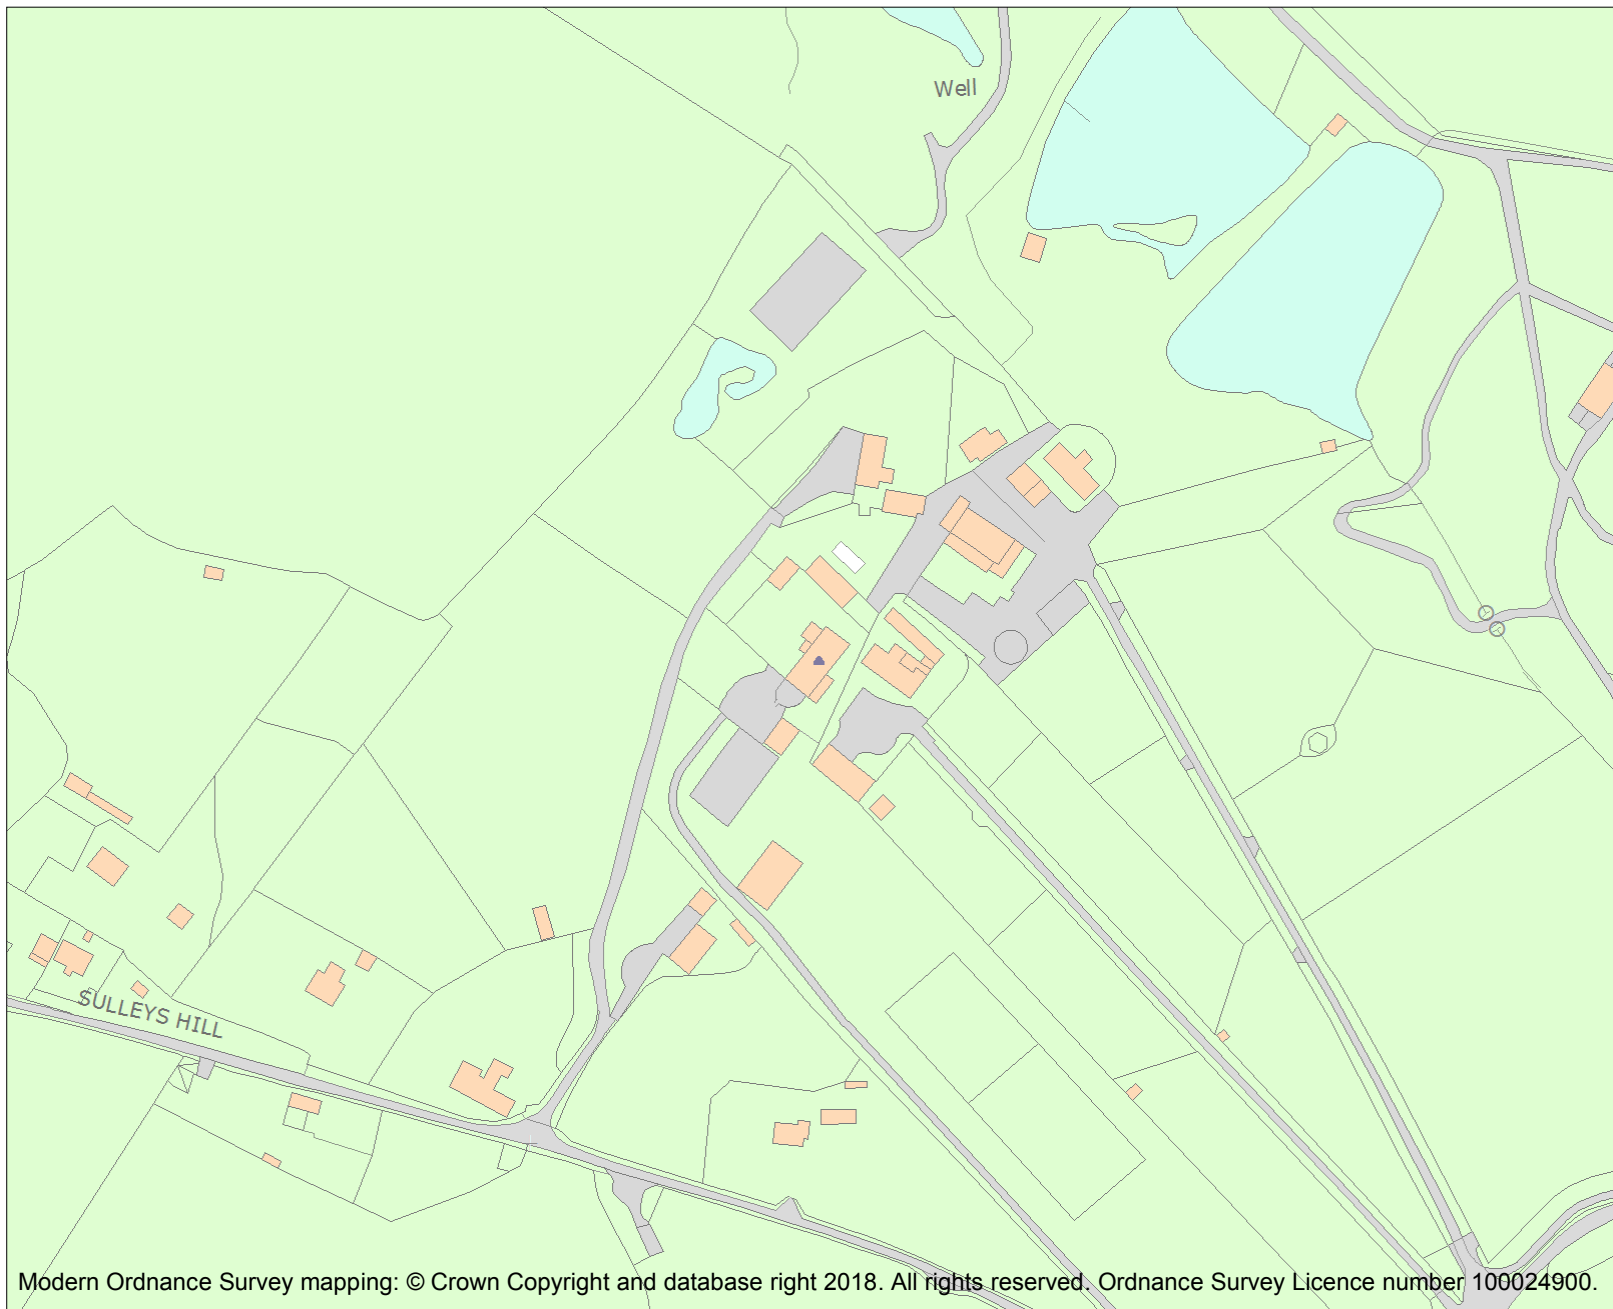 Well
SULLEYS HILL
Modern Ordnance Survey mapping: © Crown Copyright and database right 2018. All rights reserved. Ordnance Survey Licence number 100024900.